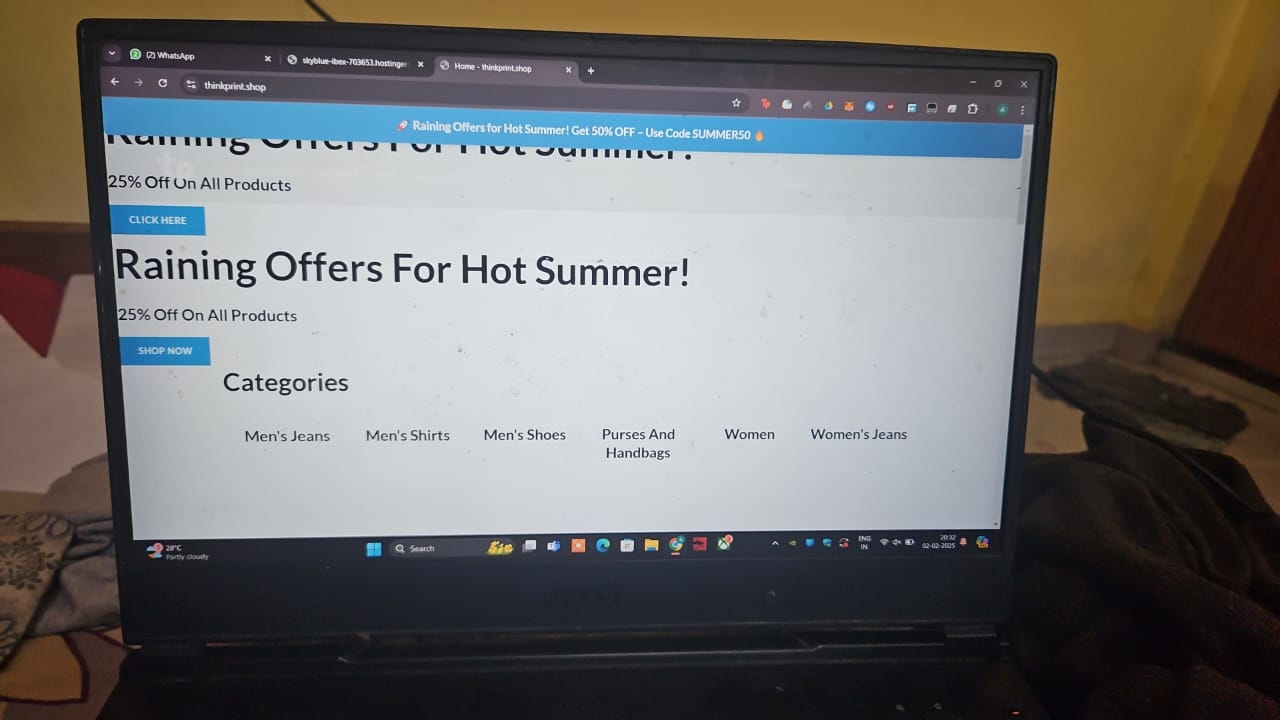 (2) WhatsApp
skyblue-ibex-703653.hostinger
Home - thinkprint.shop
thinkprint.shop
🚀 Raining Offers for Hot Summer! Get 50% OFF – Use Code SUMMER50 🔥
Raining Offers For Hot Summer!
25% Off On All Products
CLICK HERE
Raining Offers For Hot Summer!
25% Off On All Products
SHOP NOW
Categories
Men's Jeans
Men's Shirts
Men's Shoes
Purses And
Handbags
Women
Women's Jeans
28°C
Partly cloudy
Search
ENG
IN
20:32
02-02-2025
msi